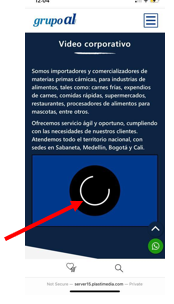 12:04
grupo al
Video corporativo
Somos importadores y comercializadores de
materias primas cárnicas, para industrias de
alimentos, tales como: carnes frías, expendios
de carnes, comidas rápidas, supermercados,
restaurantes, procesadores de alimentos para
mascotas, entre otros.
Ofrecemos servicio ágil y oportuno, cumpliendo
con las necesidades de nuestros clientes.
Atendemos todo el territorio nacional, con
sedes en Sabaneta, Medellín, Bogotá y Cali.
Not Secure — server15.pissmedia.com — Private